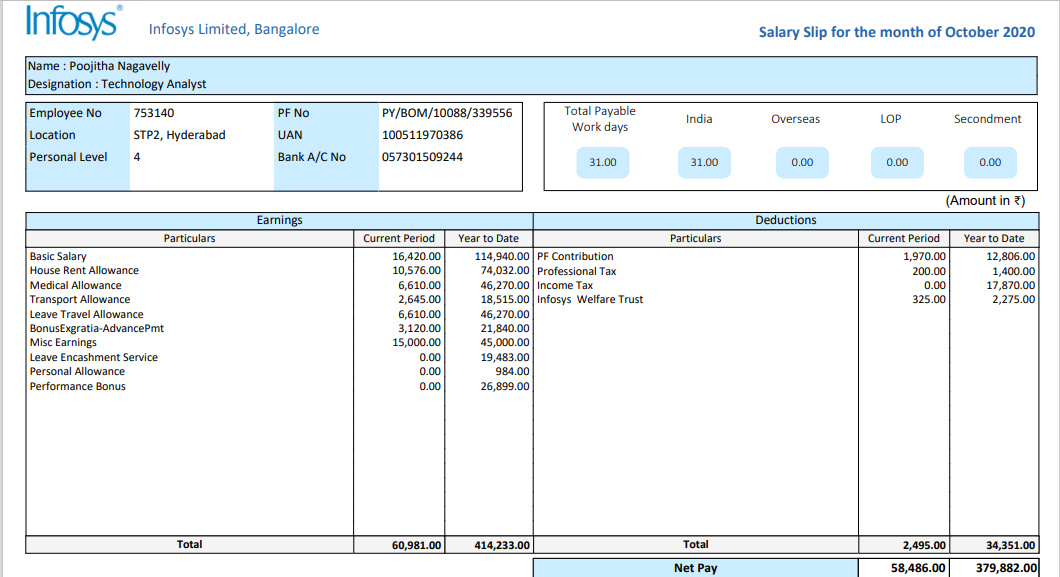 Infosys®
Infosys Limited, Bangalore
Salary Slip for the month of October 2020
Name : Poojitha Nagavelly
Designation : Technology Analyst
Employee No 753140 PF No PY/BOM/10088/339556
Location STP2, Hyderabad UAN 100511970386
Personal Level 4 Bank A/C No 057301509244
Total Payable Work days India Overseas LOP Secondment
31.00 31.00 0.00 0.00 0.00
(Amount in ₹)
Earnings Deductions
Particulars Current Period Year to Date Particulars Current Period Year to Date
Basic Salary 16,420.00 114,940.00 PF Contribution 1,970.00 12,806.00
House Rent Allowance 10,576.00 74,032.00 Professional Tax 200.00 1,400.00
Medical Allowance 6,610.00 46,270.00 Income Tax 0.00 17,870.00
Transport Allowance 2,645.00 18,515.00 Infosys Welfare Trust 325.00 2,275.00
Leave Travel Allowance 6,610.00 46,270.00
BonusExgratia-AdvancePmt 3,120.00 21,840.00
Misc Earnings 15,000.00 45,000.00
Leave Encashment Service 0.00 19,483.00
Personal Allowance 0.00 984.00
Performance Bonus 0.00 26,899.00
Total 60,981.00 414,233.00 Total 2,495.00 34,351.00
Net Pay 58,486.00 379,882.00